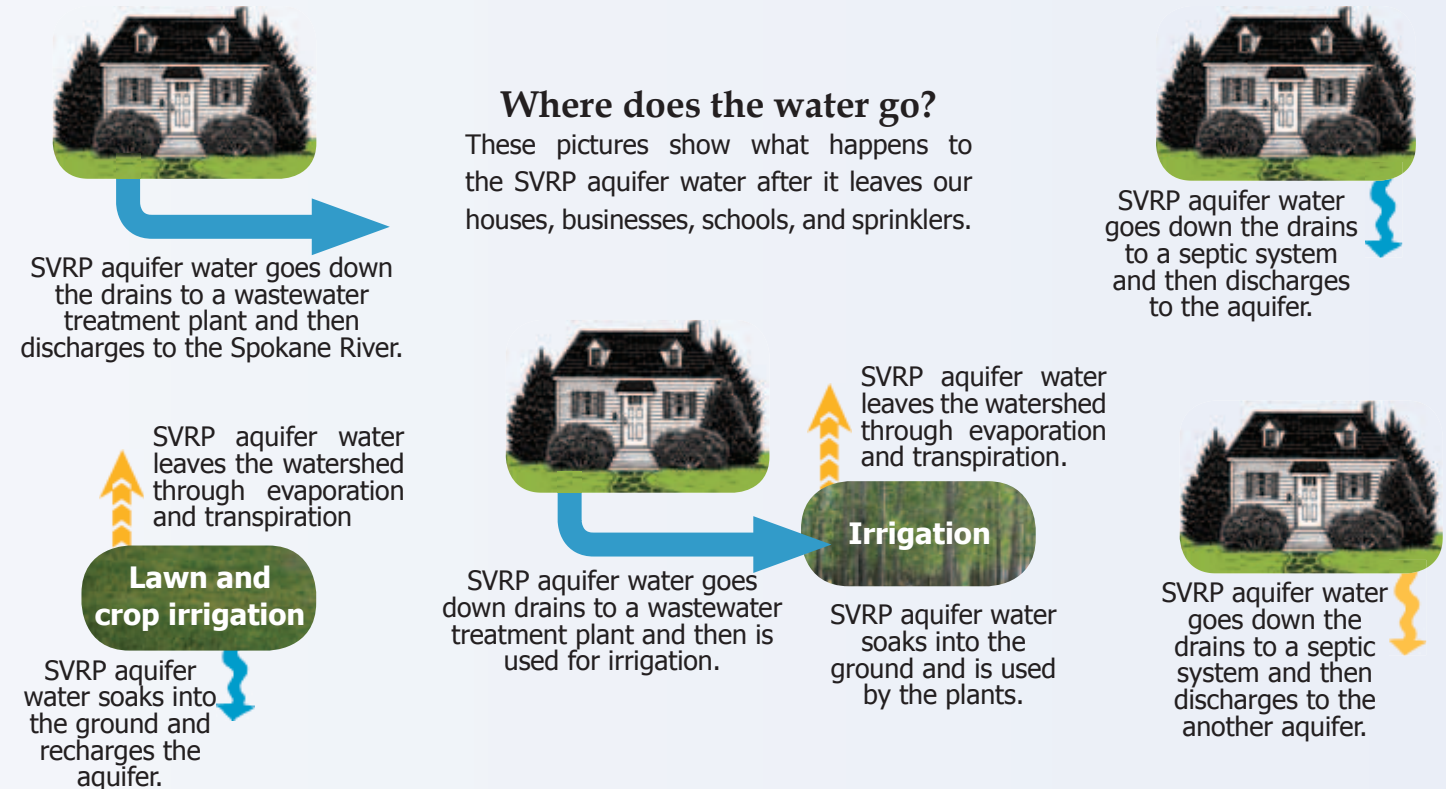 Where does the water go?
These pictures show what happens to
the SVRP aquifer water after it leaves our
houses, businesses, schools, and sprinklers.
SVRP aquifer water goes down
the drains to a wastewater
treatment plant and then
discharges to the Spokane River.
SVRP aquifer water
goes down the drains
to a septic system
and then discharges
to the aquifer.
SVRP aquifer water
leaves the watershed
through evaporation
and transpiration
Lawn and
crop irrigation
SVRP aquifer
water soaks into
the ground and
recharges the
aquifer.
SVRP aquifer water goes
down drains to a wastewater
treatment plant and then is
used for irrigation.
SVRP aquifer water
leaves the watershed
through evaporation
and transpiration.
Irrigation
SVRP aquifer water
soaks into the
ground and is used
by the plants.
SVRP aquifer water
goes down the
drains to a septic
system and then
discharges to the
another aquifer.